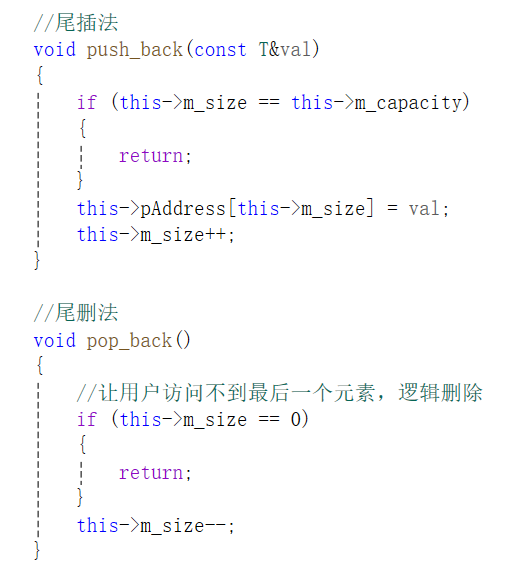 //尾插法
void push_back(const T&val)
{
    if (this->m_size == this->m_capacity)
    {
        return;
    }
    this->pAddress[this->m_size] = val;
    this->m_size++;
}

//尾删法
void pop_back()
{
    //让用户访问不到最后一个元素，逻辑删除
    if (this->m_size == 0)
    {
        return;
    }
    this->m_size--;
}